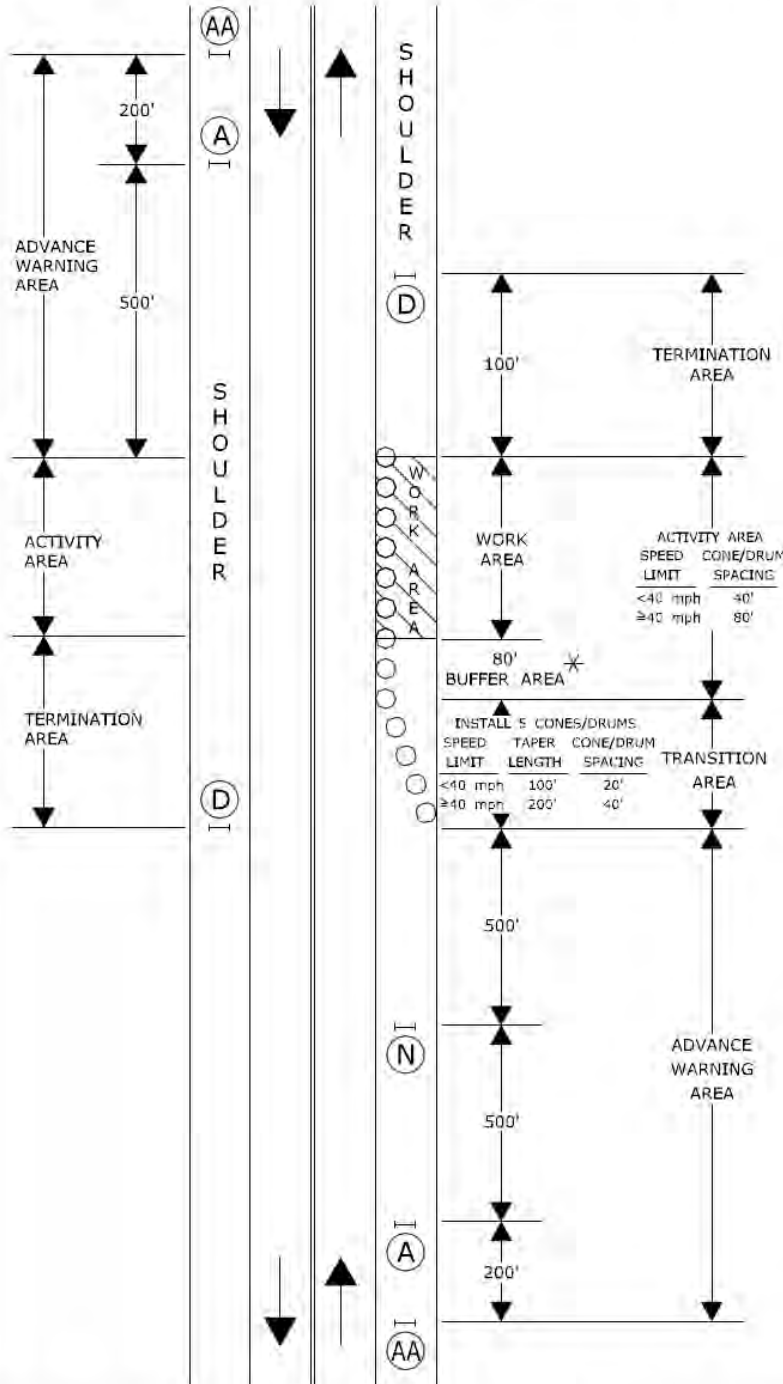 AA
200'
A
ADVANCE
WARNING
AREA
500'
SHOULDER
ACTIVITY
AREA
TERMINATION
AREA
D
SHOULDER
D
100'
TERMINATION
AREA
WORK AREA
WORK
AREA
ACTIVITY AREA
SPEED CONE/DRUM
LIMIT SPACING
<40 mph 40'
≥40 mph 80'
80'
BUFFER AREA *
INSTALL 5 CONES/DRUMS
SPEED TAPER CONE/DRUM
LIMIT LENGTH SPACING
<40 mph 100' 20'
≥40 mph 200' 40'
TRANSITION
AREA
500'
N
500'
ADVANCE
WARNING
AREA
A
200'
AA